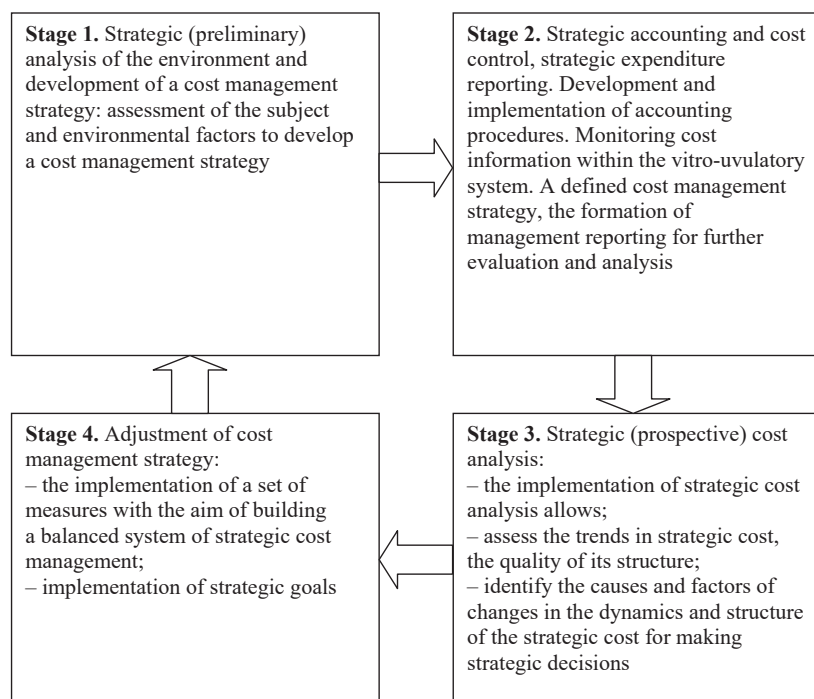 Stage 1. Strategic (preliminary)
analysis of the environment and
development of a cost management
strategy: assessment of the subject
and environmental factors to develop
a cost management strategy
Stage 2. Strategic accounting and cost
control, strategic expenditure
reporting. Development and
implementation of accounting
procedures. Monitoring cost
information within the vitro-uvulatory
system. A defined cost management
strategy, the formation of
management reporting for further
evaluation and analysis
Stage 3. Strategic (prospective) cost
analysis:
– the implementation of strategic cost
analysis allows;
– assess the trends in strategic cost,
the quality of its structure;
– identify the causes and factors of
changes in the dynamics and structure
of the strategic cost for making
strategic decisions
Stage 4. Adjustment of cost
management strategy:
– the implementation of a set of
measures with the aim of building
a balanced system of strategic cost
management;
– implementation of strategic goals